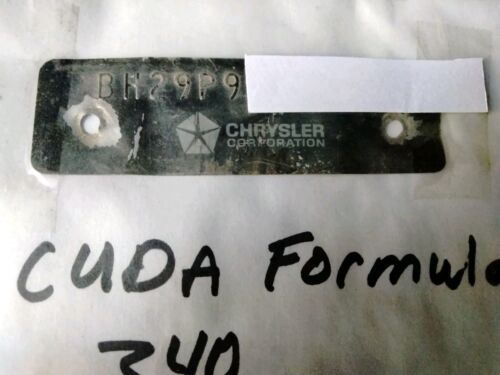 BH29P9
CHRYSLER
CORPORATION
CUDA Formula
340